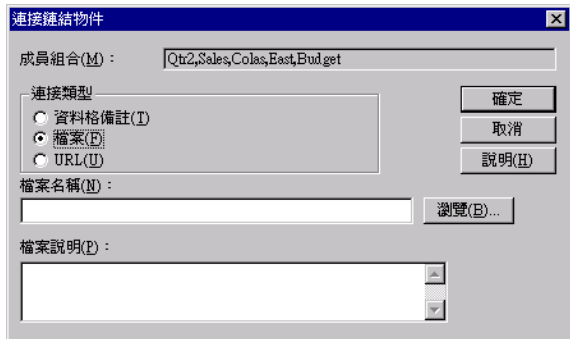 連接鏈結物件
成員組合(M)： Qtr2,Sales,Colas,East,Budget
連接類型
資料格備註(T)
檔案(F)
URL(U)
確定
取消
說明(H)
檔案名稱(N)：
瀏覽(B)...
檔案說明(P)：